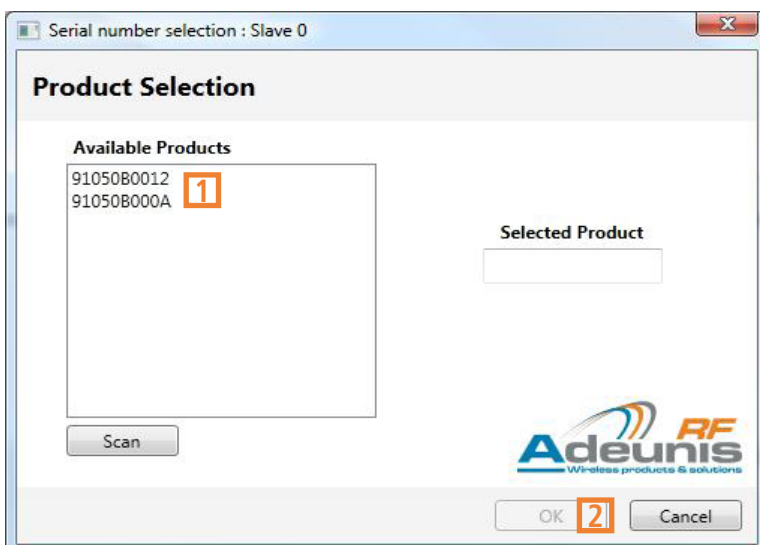 Serial number selection : Slave 0
Product Selection
Available Products
91050B0012
91050B000A
1
Selected Product
Scan
Adeunis RF
Wireless products & solutions
OK 2 Cancel